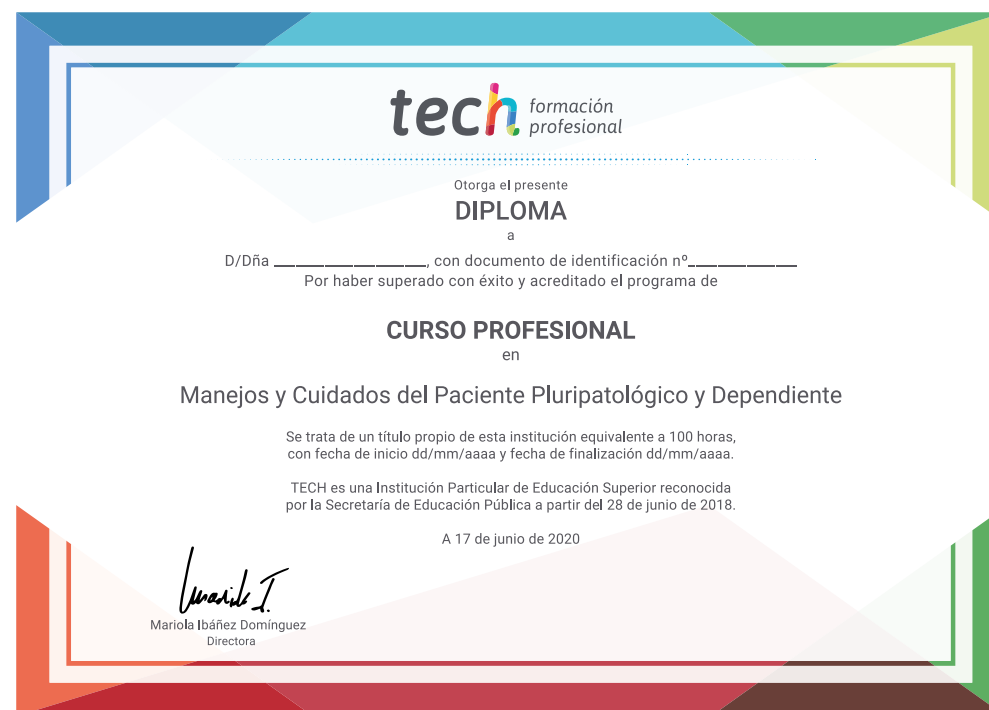 tech formación
profesional
Otorga el presente
DIPLOMA
a
D/Dña ___________________, con documento de identificación nº_____________
Por haber superado con éxito y acreditado el programa de
CURSO PROFESIONAL
en
Manejos y Cuidados del Paciente Pluripatológico y Dependiente
Se trata de un título propio de esta institución equivalente a 100 horas,
con fecha de inicio dd/mm/aaaa y fecha de finalización dd/mm/aaaa.
TECH es una Institución Particular de Educación Superior reconocida
por la Secretaría de Educación Pública a partir del 28 de junio de 2018.
A 17 de junio de 2020
Mariola I.
Mariola Ibáñez Domínguez
Directora